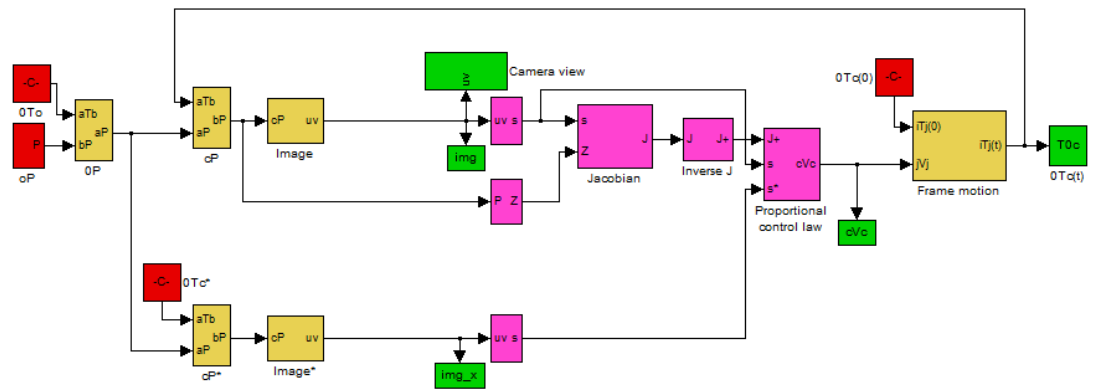 -C-
0To
P
oP
aTb
bP
aP
0P
aTb
aP
bP
cP
cP
uv
Image
Camera view
img
uv
s
P
Z
s
Z
J
Jacobian
J
J+
Inverse J
J+
s
s*
cVc
Proportional
control law
cVc
0Tc(0)
-C-
iTj(0)
jVj
iTj(t)
Frame motion
T0c
0Tc(t)
-C-
0Tc*
aTb
aP
bP
cP*
cP
uv
Image*
img_x
uv
s